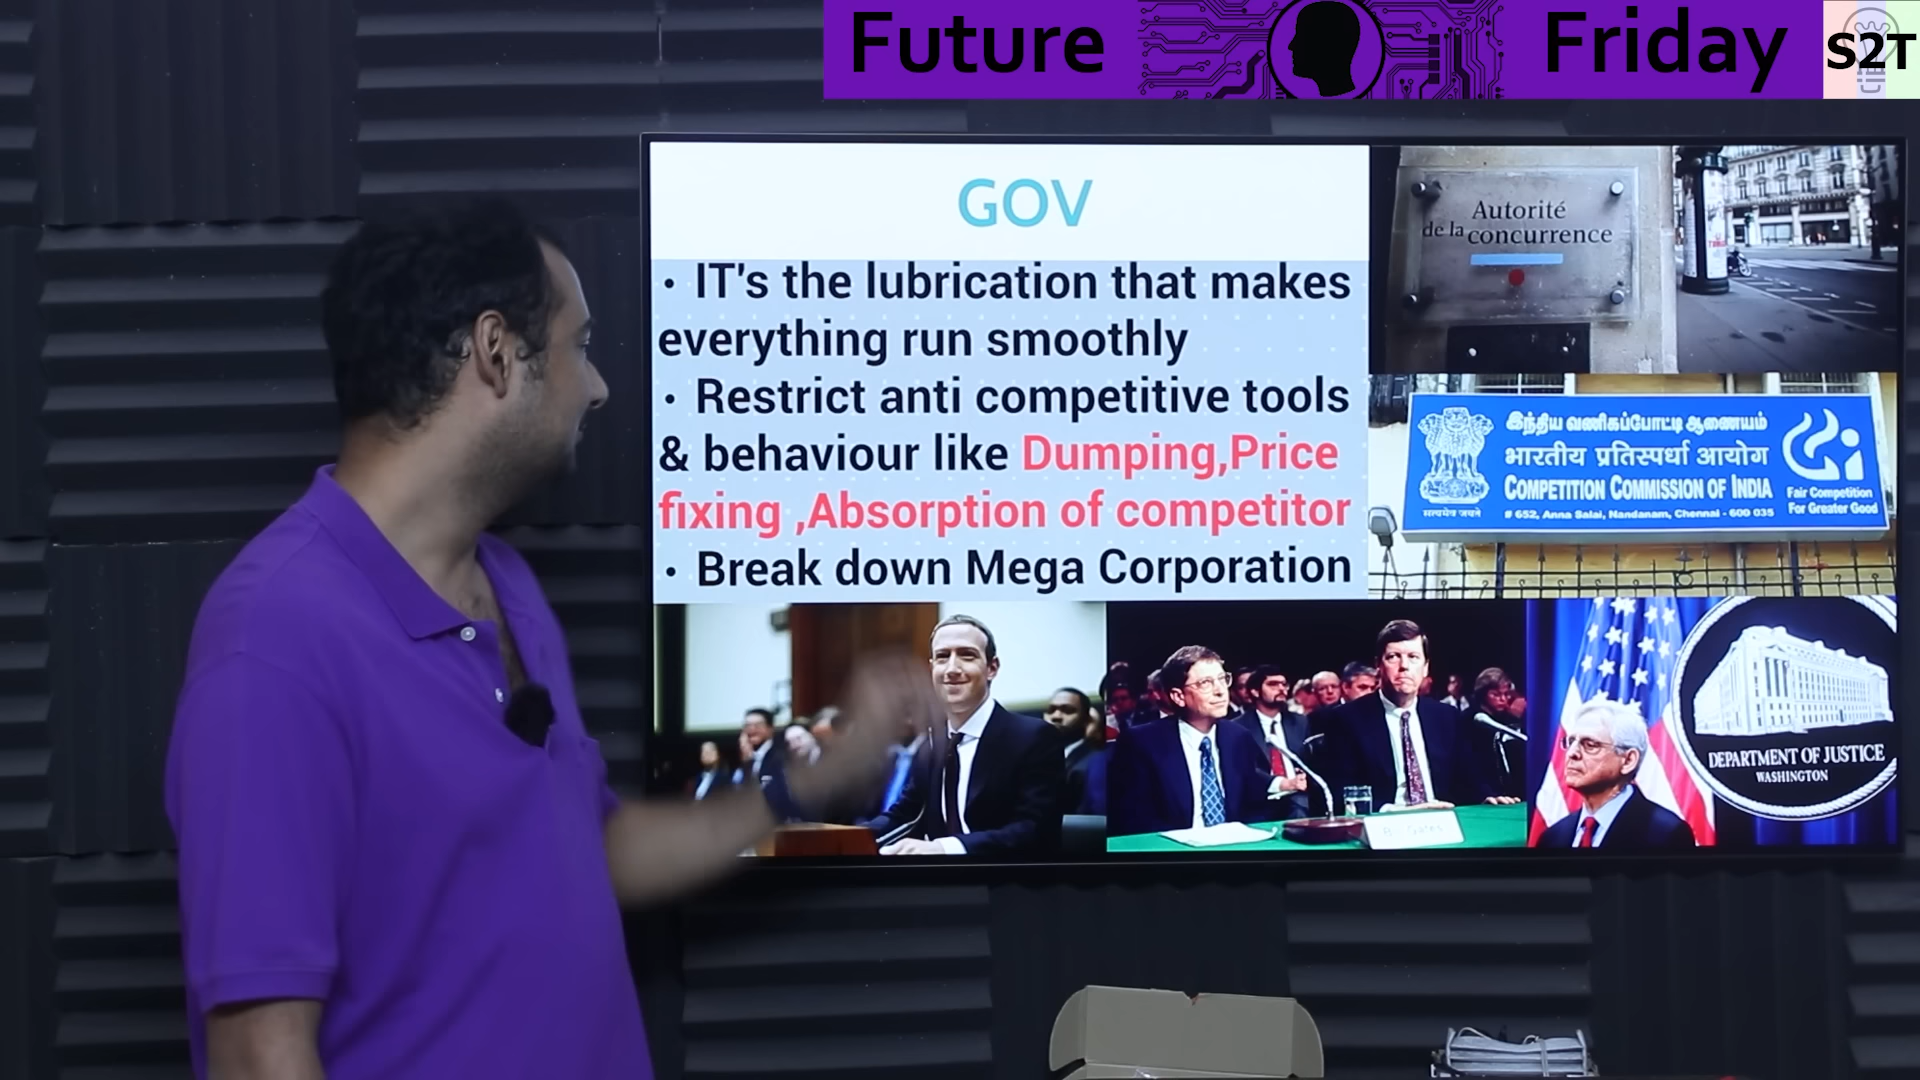 Future Friday S2T
GOV
• IT's the lubrication that makes
everything run smoothly
• Restrict anti competitive tools
& behaviour like Dumping,Price
fixing ,Absorption of competitor
• Break down Mega Corporation
Autorité
de la concurrence
இந்திய வணிகப்போட்டி ஆணையம்
भारतीय प्रतिस्पर्धा आयोग
COMPETITION COMMISSION OF INDIA
सत्यमेव जयते
# 652, Anna Salai, Nandanam, Chennai - 600 035
Fair Competition
For Greater Good
DEPARTMENT OF JUSTICE
WASHINGTON